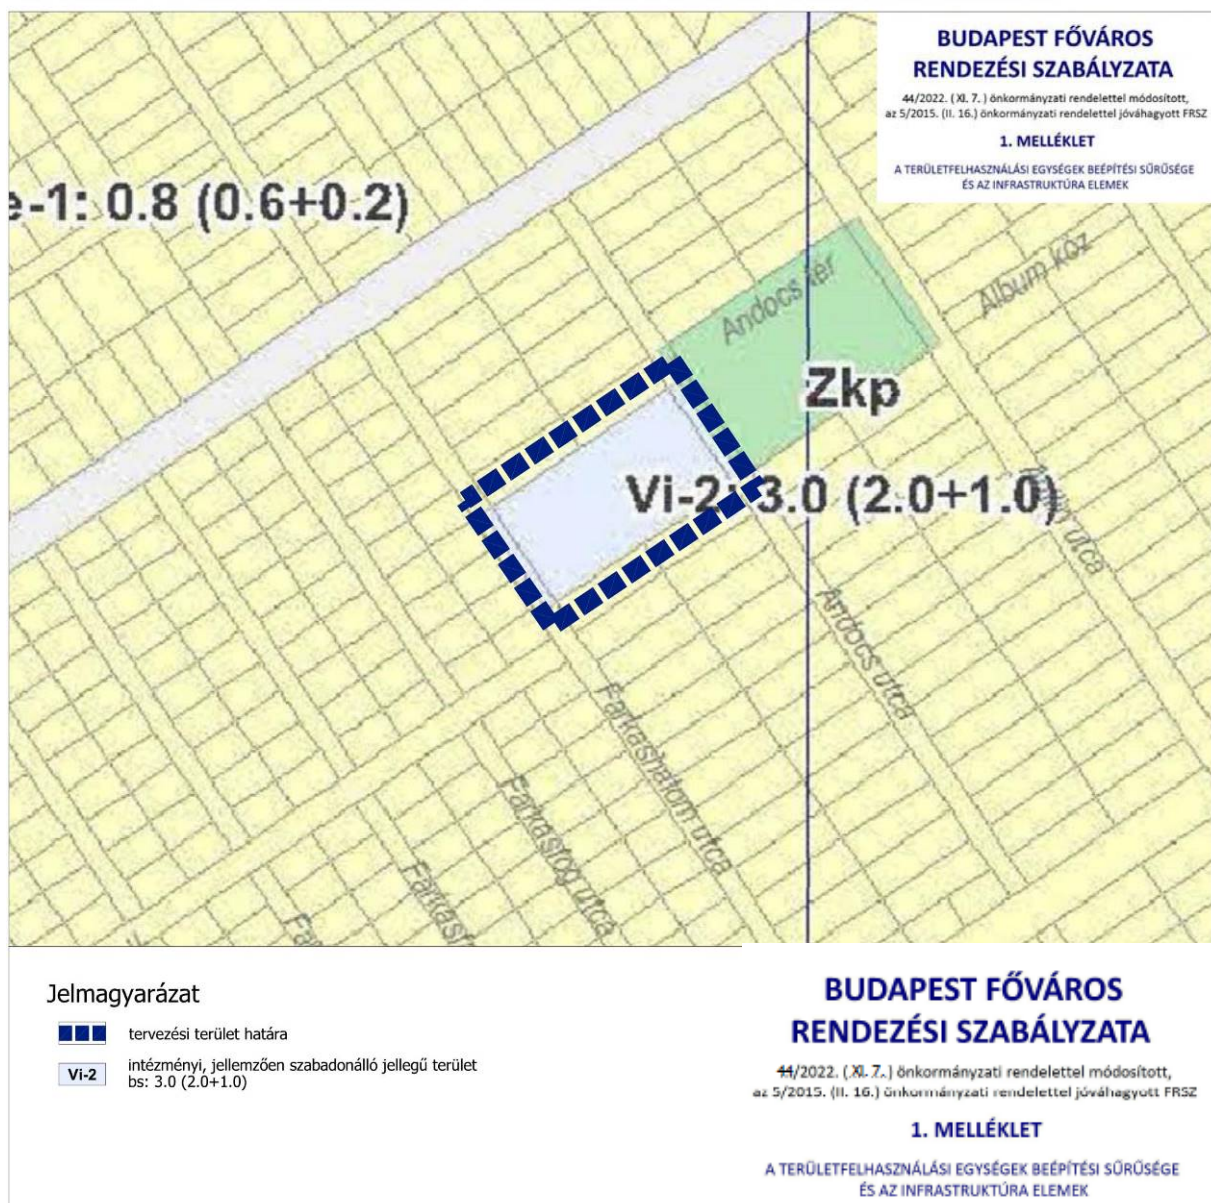 BUDAPEST FŐVÁROS
RENDEZÉSI SZABÁLYZATA
44/2022. (XI. 7.) önkormányzati rendelettel módosított,
az 5/2015. (II. 16.) önkormányzati rendelettel jóváhagyott FRSZ
1. MELLÉKLET
A TERÜLETFELHASZNÁLÁSI EGYSÉGEK BEÉPÍTÉSI SŰRŰSÉGE
ÉS AZ INFRASTRUKTÚRA ELEMEK
e-1: 0.8 (0.6+0.2)
Andocs tér
Album köz
Zkp
Vi-2: 3.0 (2.0+1.0)
utca
Andocs utca
Farkashalom utca
Farkasfog utca
Jelmagyarázat
tervezési terület határa
Vi-2 intézményi, jellemzően szabadonálló jellegű terület
bs: 3.0 (2.0+1.0)
BUDAPEST FŐVÁROS
RENDEZÉSI SZABÁLYZATA
44/2022. (XI. 7.) önkormányzati rendelettel módosított,
az 5/2015. (II. 16.) önkormányzati rendelettel jóváhagyott FRSZ
1. MELLÉKLET
A TERÜLETFELHASZNÁLÁSI EGYSÉGEK BEÉPÍTÉSI SŰRŰSÉGE
ÉS AZ INFRASTRUKTÚRA ELEMEK